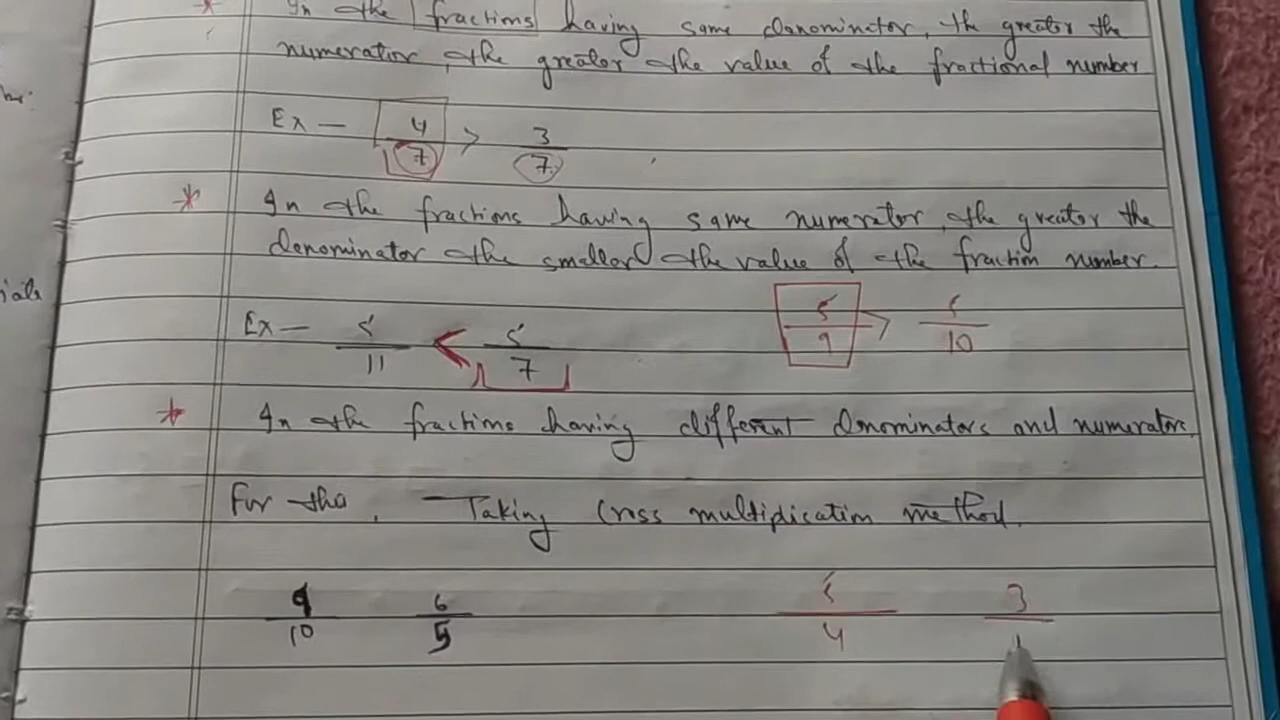 In the fractions having same denominator, the greater the
numerator, the greater the value of the fractional number
Ex — 4/7 > 3/7
* In the fractions having same numerator, the greater the
denominator the smaller the value of the fraction number.
Ex — 5/11 < 5/7 5/9 > 5/10
* In the fractions having different denominators and numerators.
For the, Taking Cross multiplication method.
9/10 6/5 5/4 3/